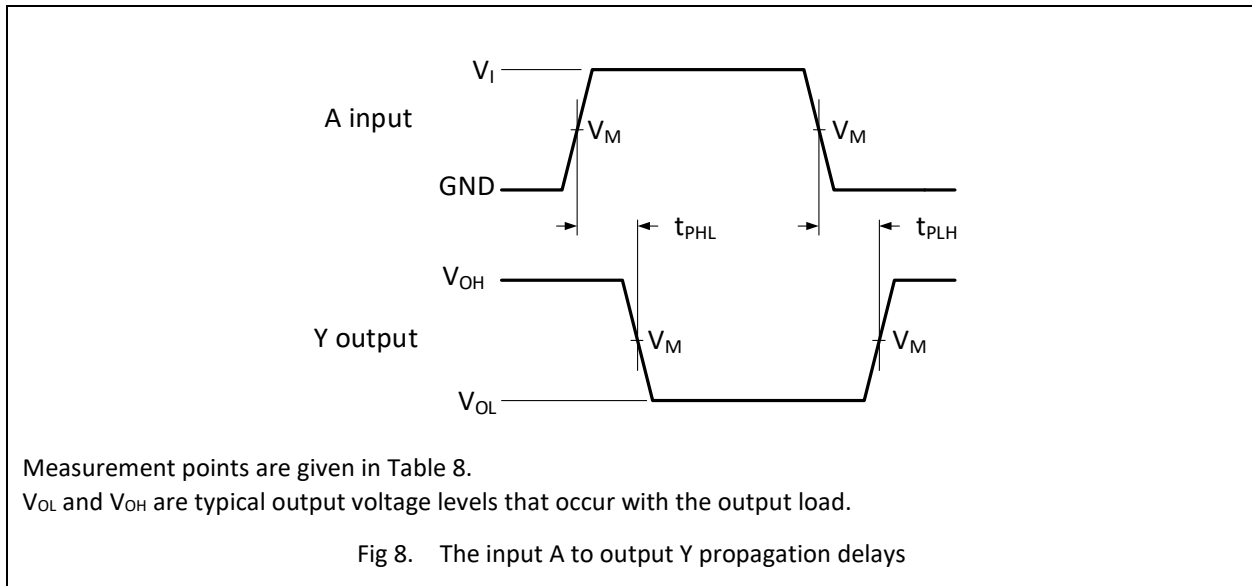 V_I
A input
V_M
V_M
GND
t_PHL
t_PLH
V_OH
Y output
V_M
V_M
V_OL
Measurement points are given in Table 8.
V_OL and V_OH are typical output voltage levels that occur with the output load.
Fig 8. The input A to output Y propagation delays